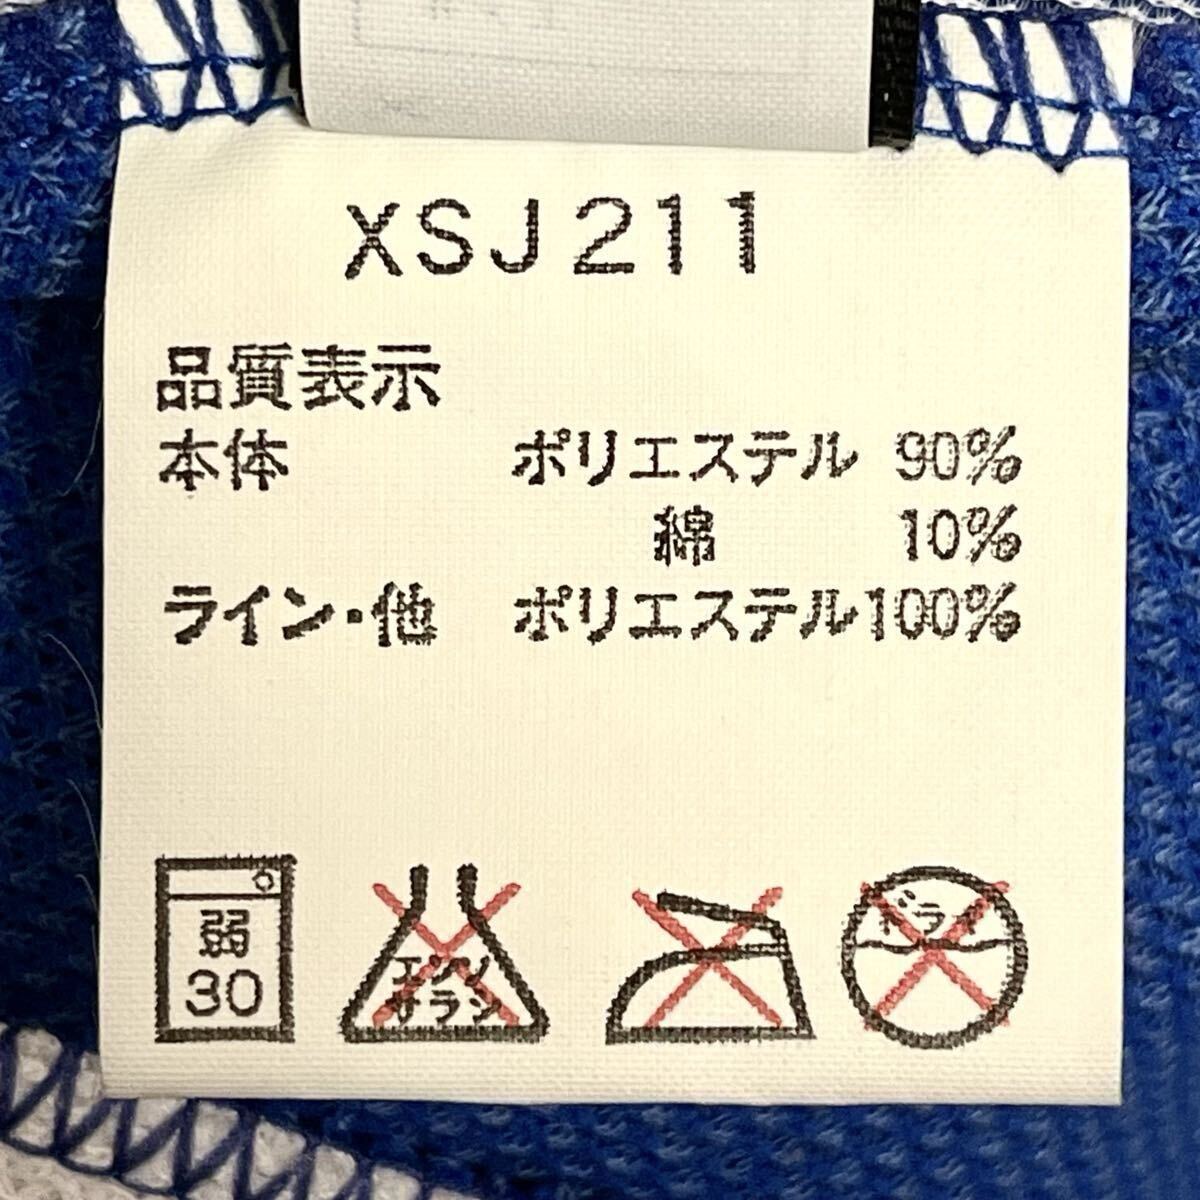 XSJ211
品質表示
本体 ポリエステル 90%
綿 10%
ライン・他 ポリエステル100%
弱
30
エンソ
サラシ
ドライ